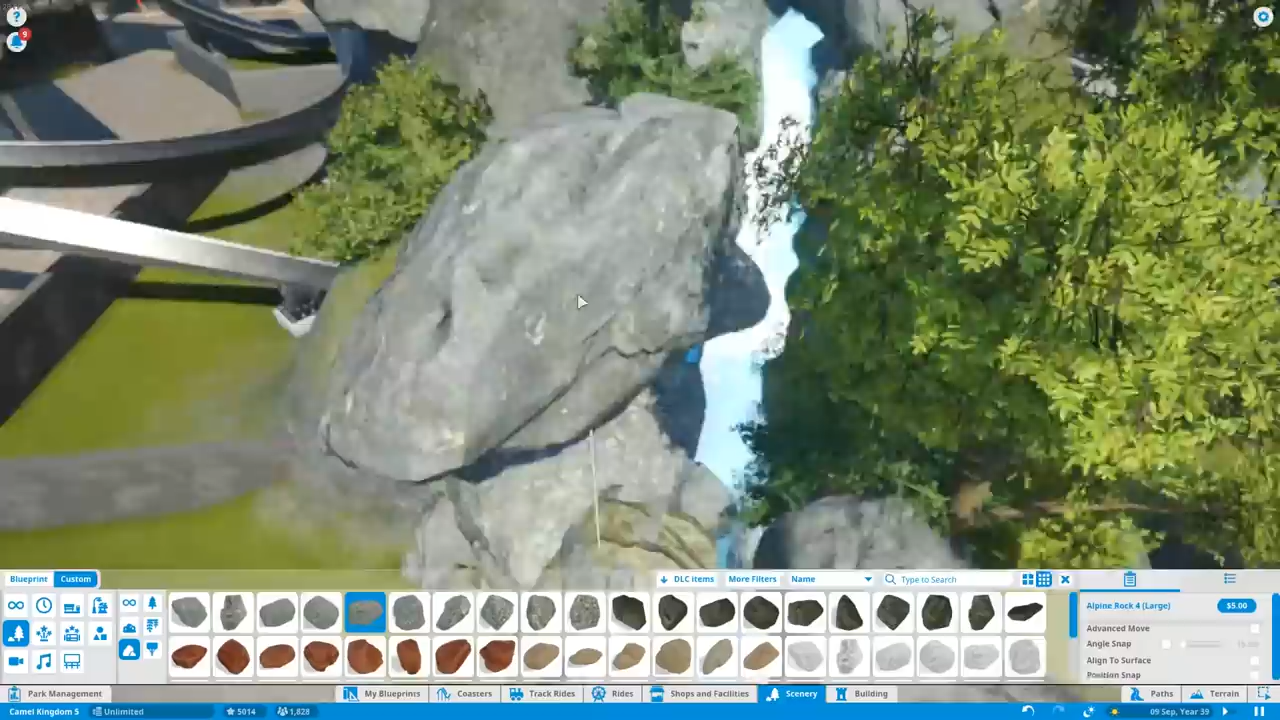 ?
9
Blueprint
Custom
DLC items
More Filters
Name
Type to Search
Alpine Rock 4 (Large)
$5.00
Advanced Move
Angle Snap
Align To Surface
Position Snap
Park Management
My Blueprints
Coasters
Track Rides
Rides
Shops and Facilities
Scenery
Building
Paths
Terrain
Camel Kingdom 5
Unlimited
5014
1,828
09 Sep, Year 39